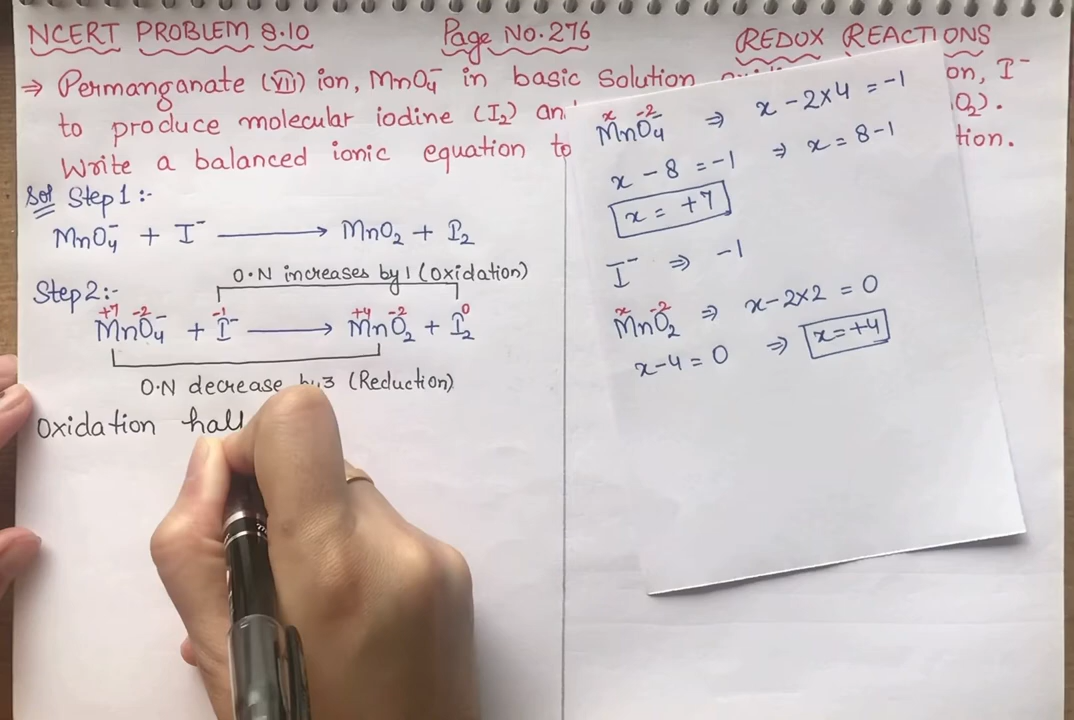 NCERT PROBLEM 8.10 Page No. 276 REDOX REACTIONS
⇒ Permanganate (VII) ion, MnO₄⁻ in basic solution on, I⁻
to produce molecular iodine (I₂) an O₂).
Write a balanced ionic equation to tion.
Sol Step 1:-
MnO₄⁻ + I⁻ → MnO₂ + I₂
O.N increases by 1 (Oxidation)
Step 2:-
+7 -2 -1 +4 -2 0
MnO₄⁻ + I⁻ → MnO₂ + I₂
O.N decrease by 3 (Reduction)
Oxidation half
x -2
MnO₄⁻ ⇒ x - 2×4 = -1
x - 8 = -1 ⇒ x = 8-1
x = +7
I⁻ ⇒ -1
x -2
MnO₂ ⇒ x - 2×2 = 0
x - 4 = 0 ⇒ x = +4